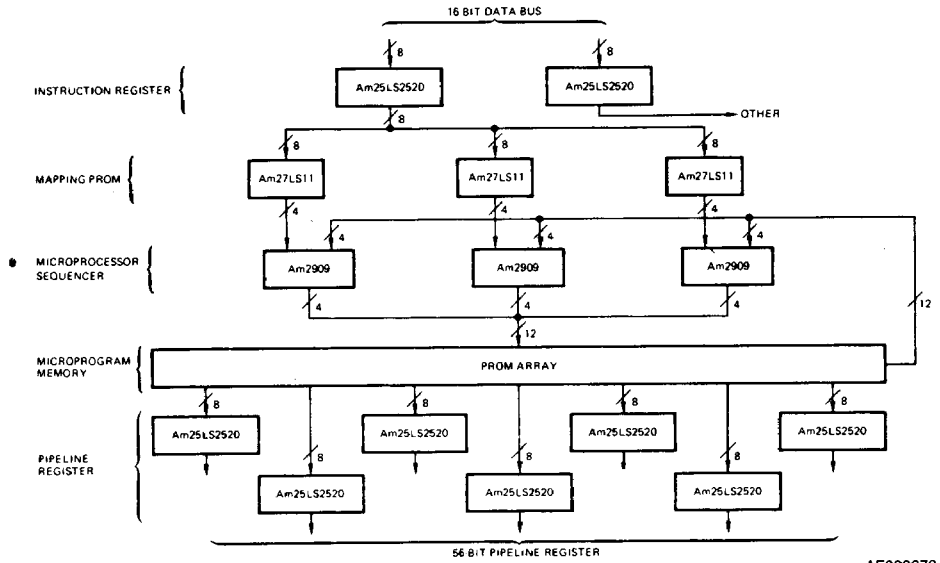 16 BIT DATA BUS
8
8
INSTRUCTION REGISTER
Am25LS2520
Am25LS2520
8
OTHER
8
8
8
MAPPING PROM
Am27LS11
Am27LS11
Am27LS11
4
4
4
4
4
4
MICROPROCESSOR
SEQUENCER
Am2909
Am2909
Am2909
4
4
4
12
12
MICROPROGRAM
MEMORY
PROM ARRAY
8
8
8
8
Am25LS2520
Am25LS2520
Am25LS2520
Am25LS2520
PIPELINE
REGISTER
8
8
8
Am25LS2520
Am25LS2520
Am25LS2520
56 BIT PIPELINE REGISTER